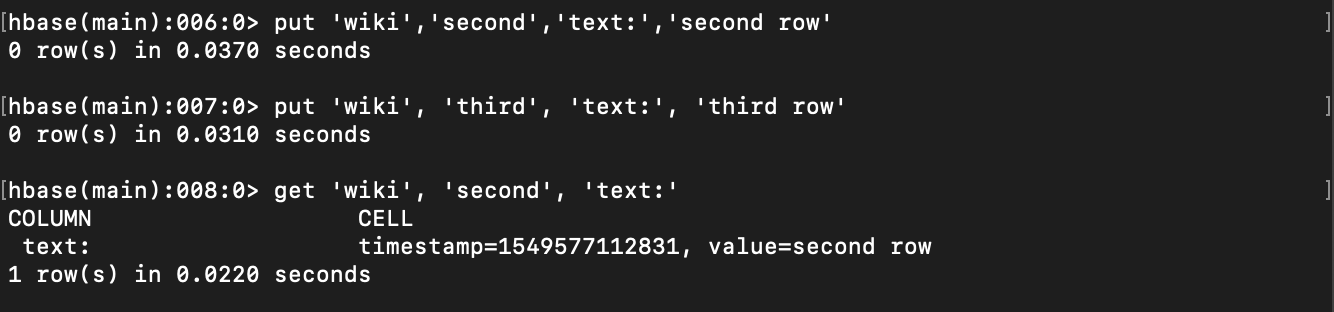 [hbase(main):006:0> put 'wiki','second','text:','second row' ]
0 row(s) in 0.0370 seconds
[hbase(main):007:0> put 'wiki', 'third', 'text:', 'third row' ]
0 row(s) in 0.0310 seconds
[hbase(main):008:0> get 'wiki', 'second', 'text:' ]
COLUMN CELL
text: timestamp=1549577112831, value=second row
1 row(s) in 0.0220 seconds